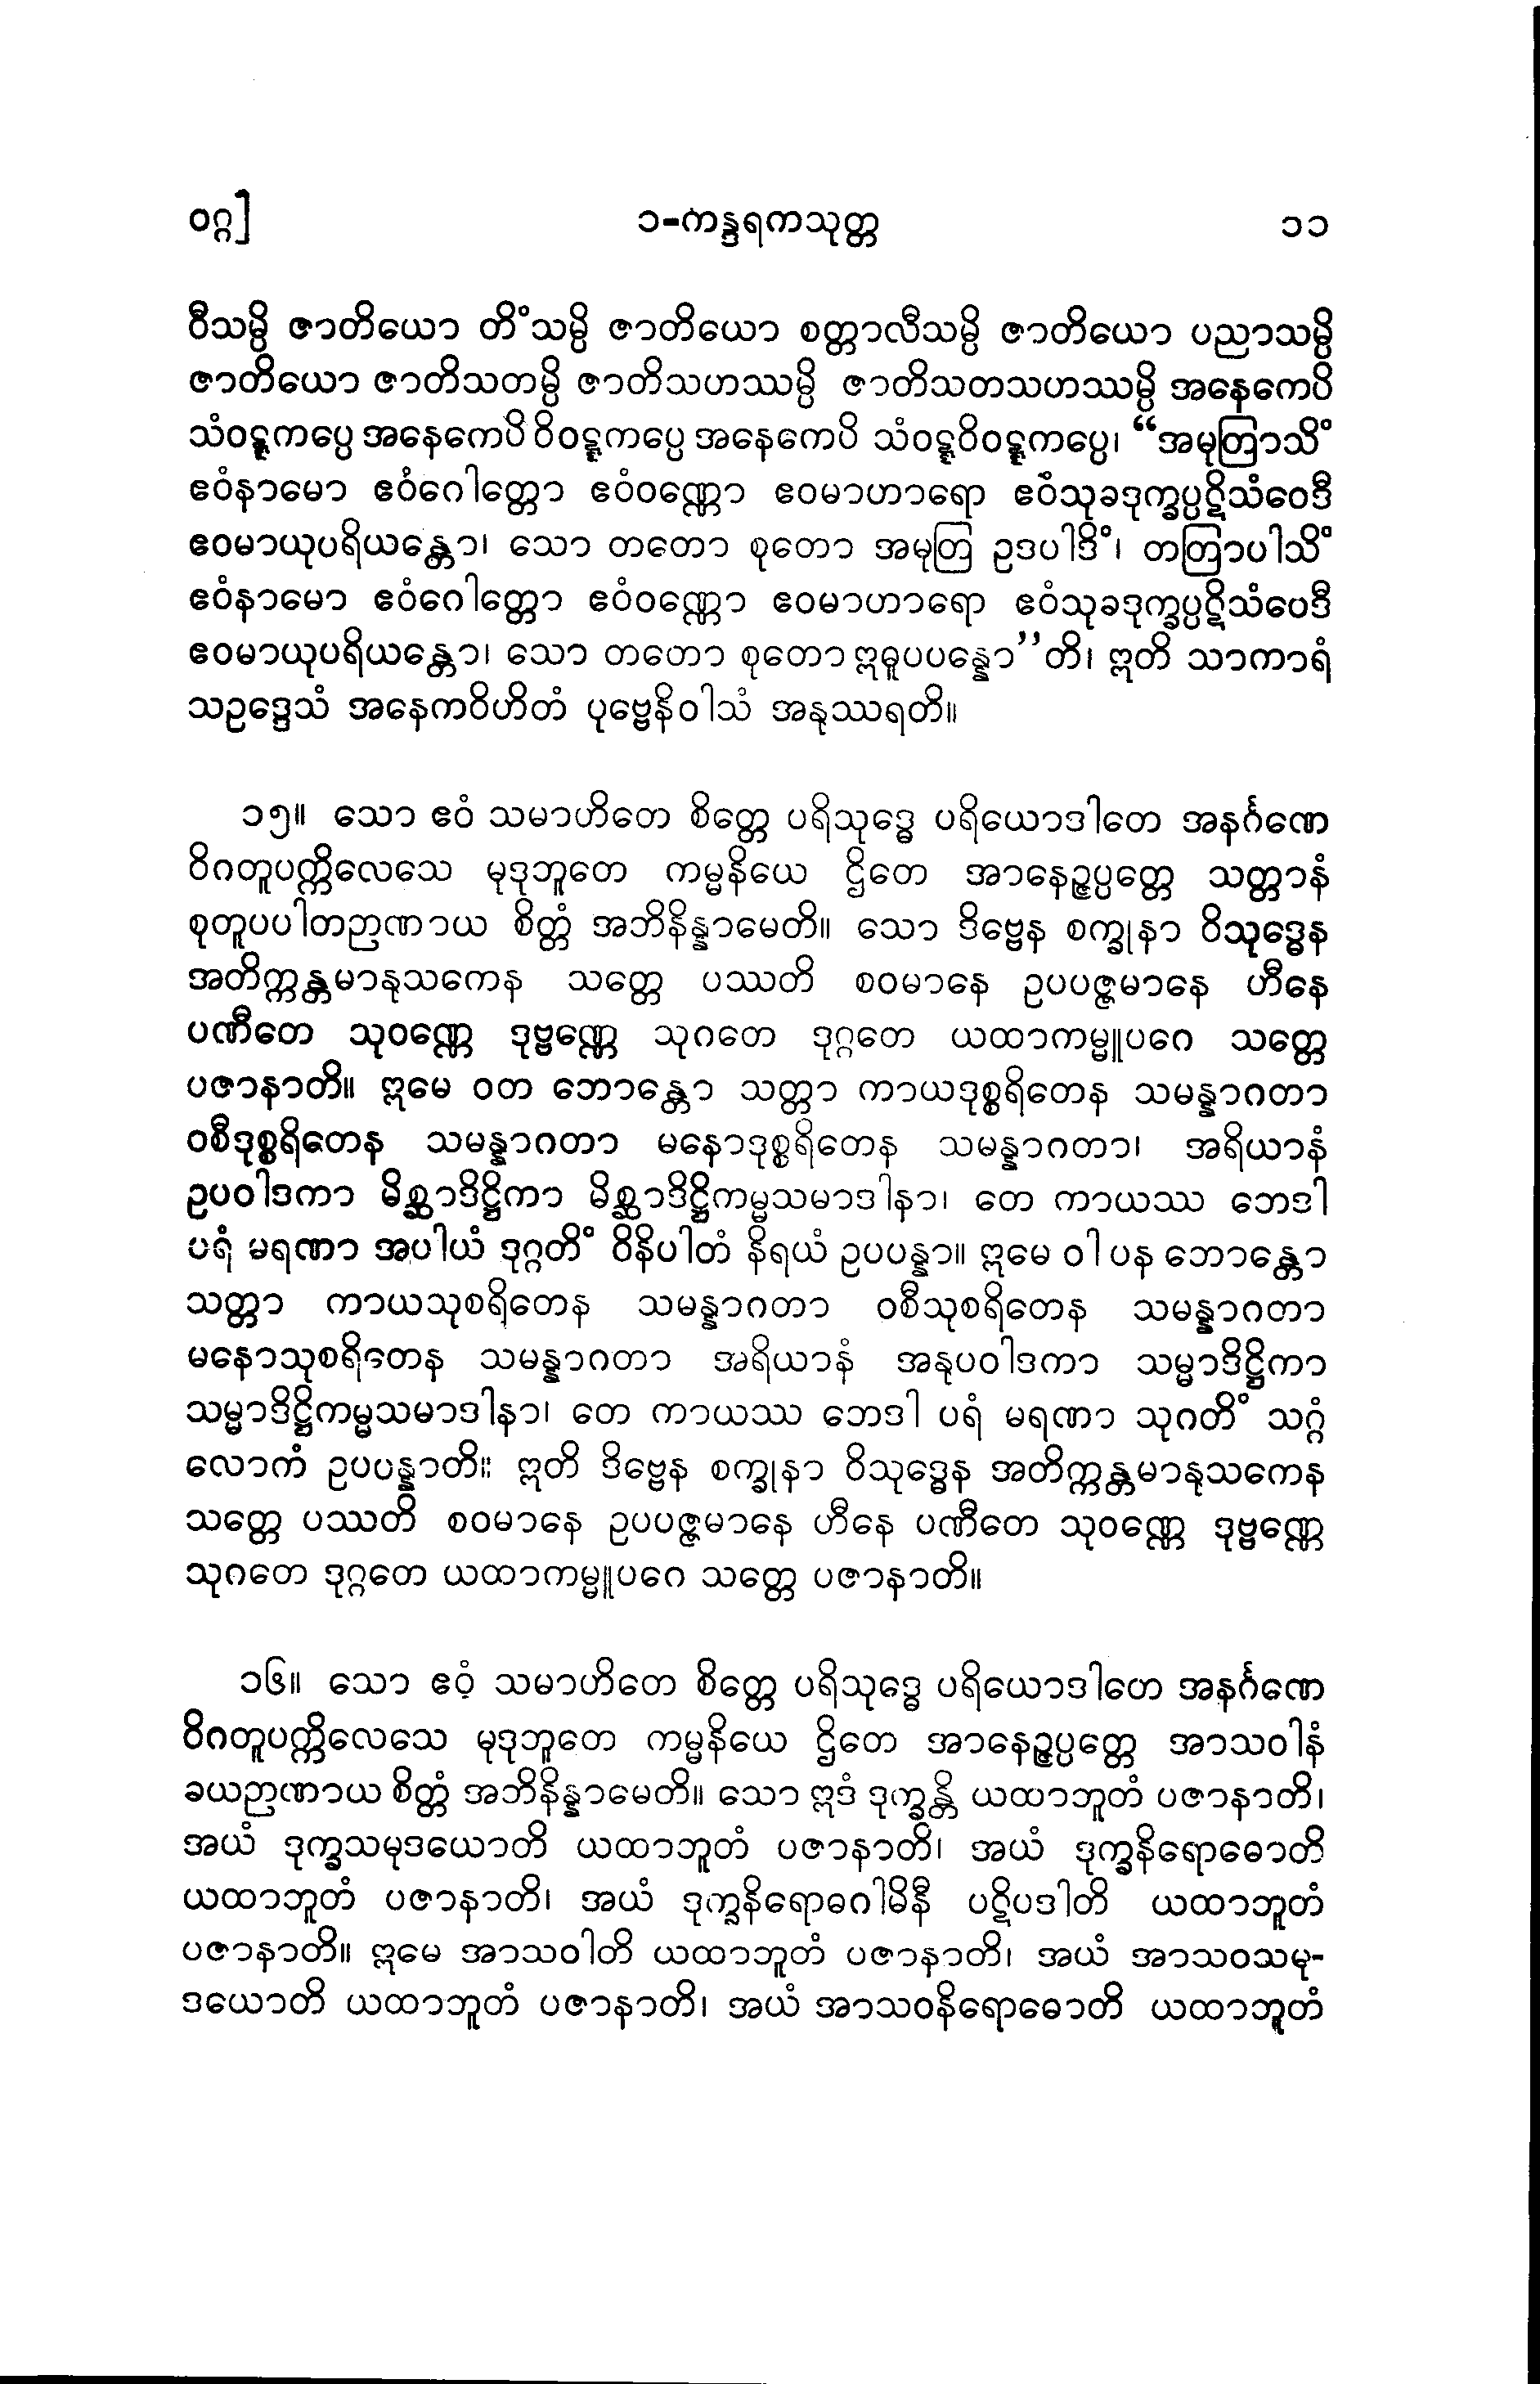 ဝဂ္ဂ]
၁-ကန္ဒရကသုတ္တ
၁၁
ဝီသမ္ပိ ဇာတိယော တိံသမ္ပိ ဇာတိယော စတ္တာလီသမ္ပိ ဇာတိယော ပညာသမ္ပိ
ဇာတိယော ဇာတိသတမ္ပိ ဇာတိသဟဿမ္ပိ ဇာတိသတသဟဿမ္ပိ အနေကေပိ
သံဝဋ္ဋကပ္ပေ အနေကေပိ ဝိဝဋ္ဋကပ္ပေ အနေကေပိ သံဝဋ္ဋဝိဝဋ္ဋကပ္ပေ၊ “အမုတြာသိံ
ဧဝံနာမော ဧဝံဂေါတ္တော ဧဝံဝဏ္ဏော ဧဝမာဟာရော ဧဝံသုခဒုက္ခပ္ပဋိသံဝေဒီ
ဧဝမာယုပရိယန္တော၊ သော တတော စုတော အမုတြ ဥဒပါဒိံ၊ တတြာပါသိံ
ဧဝံနာမော ဧဝံဂေါတ္တော ဧဝံဝဏ္ဏော ဧဝမာဟာရော ဧဝံသုခဒုက္ခပ္ပဋိသံဝေဒီ
ဧဝမာယုပရိယန္တော၊ သော တတော စုတော ဣဓူပပန္နော”တိ၊ ဣတိ သာကာရံ
သဥဒ္ဒေသံ အနေကဝိဟိတံ ပုဗ္ဗေနိဝါသံ အနုဿရတိ။
၁၅။ သော ဧဝံ သမာဟိတေ စိတ္တေ ပရိသုဒ္ဓေ ပရိယောဒါတေ အနင်္ဂဏေ
ဝိဂတူပက္ကိလေသေ မုဒုဘူတေ ကမ္မနိယေ ဌိတေ အာနေဉ္ဇပ္ပတ္တေ သတ္တာနံ
စုတူပပါတဉာဏာယ စိတ္တံ အဘိနိန္နာမေတိ။ သော ဒိဗ္ဗေန စက္ခုနာ ဝိသုဒ္ဓေန
အတိက္ကန္တမာနုသကေန သတ္တေ ပဿတိ စဝမာနေ ဥပပဇ္ဇမာနေ ဟီနေ
ပဏီတေ သုဝဏ္ဏေ ဒုဗ္ဗဏ္ဏေ သုဂတေ ဒုဂ္ဂတေ ယထာကမ္မူပဂေ သတ္တေ
ပဇာနာတိ။ ဣမေ ဝတ ဘောန္တော သတ္တာ ကာယဒုစ္စရိတေန သမန္နာဂတာ
ဝစီဒုစ္စရိတေန သမန္နာဂတာ မနောဒုစ္စရိတေန သမန္နာဂတာ၊ အရိယာနံ
ဥပဝါဒကာ မိစ္ဆာဒိဋ္ဌိကာ မိစ္ဆာဒိဋ္ဌိကမ္မသမာဒါနာ၊ တေ ကာယဿ ဘေဒါ
ပရံ မရဏာ အပါယံ ဒုဂ္ဂတိံ ဝိနိပါတံ နိရယံ ဥပပန္နာ။ ဣမေ ဝါ ပန ဘောန္တော
သတ္တာ ကာယသုစရိတေန သမန္နာဂတာ ဝစီသုစရိတေန သမန္နာဂတာ
မနောသုစရိတေန သမန္နာဂတာ အရိယာနံ အနုပဝါဒကာ သမ္မာဒိဋ္ဌိကာ
သမ္မာဒိဋ္ဌိကမ္မသမာဒါနာ၊ တေ ကာယဿ ဘေဒါ ပရံ မရဏာ သုဂတိံ သဂ္ဂံ
လောကံ ဥပပန္နာတိ။ ဣတိ ဒိဗ္ဗေန စက္ခုနာ ဝိသုဒ္ဓေန အတိက္ကန္တမာနုသကေန
သတ္တေ ပဿတိ စဝမာနေ ဥပပဇ္ဇမာနေ ဟီနေ ပဏီတေ သုဝဏ္ဏေ ဒုဗ္ဗဏ္ဏေ
သုဂတေ ဒုဂ္ဂတေ ယထာကမ္မူပဂေ သတ္တေ ပဇာနာတိ။
၁၆။ သော ဧဝံ သမာဟိတေ စိတ္တေ ပရိသုဒ္ဓေ ပရိယောဒါတေ အနင်္ဂဏေ
ဝိဂတူပက္ကိလေသေ မုဒုဘူတေ ကမ္မနိယေ ဌိတေ အာနေဉ္ဇပ္ပတ္တေ အာသဝါနံ
ခယဉာဏာယ စိတ္တံ အဘိနိန္နာမေတိ။ သော ဣဒံ ဒုက္ခန္တိ ယထာဘူတံ ပဇာနာတိ၊
အယံ ဒုက္ခသမုဒယောတိ ယထာဘူတံ ပဇာနာတိ၊ အယံ ဒုက္ခနိရောဓောတိ
ယထာဘူတံ ပဇာနာတိ၊ အယံ ဒုက္ခနိရောဓဂါမိနီ ပဋိပဒါတိ ယထာဘူတံ
ပဇာနာတိ။ ဣမေ အာသဝါတိ ယထာဘူတံ ပဇာနာတိ၊ အယံ အာသဝသမု-
ဒယောတိ ယထာဘူတံ ပဇာနာတိ၊ အယံ အာသဝနိရောဓောတိ ယထာဘူတံ